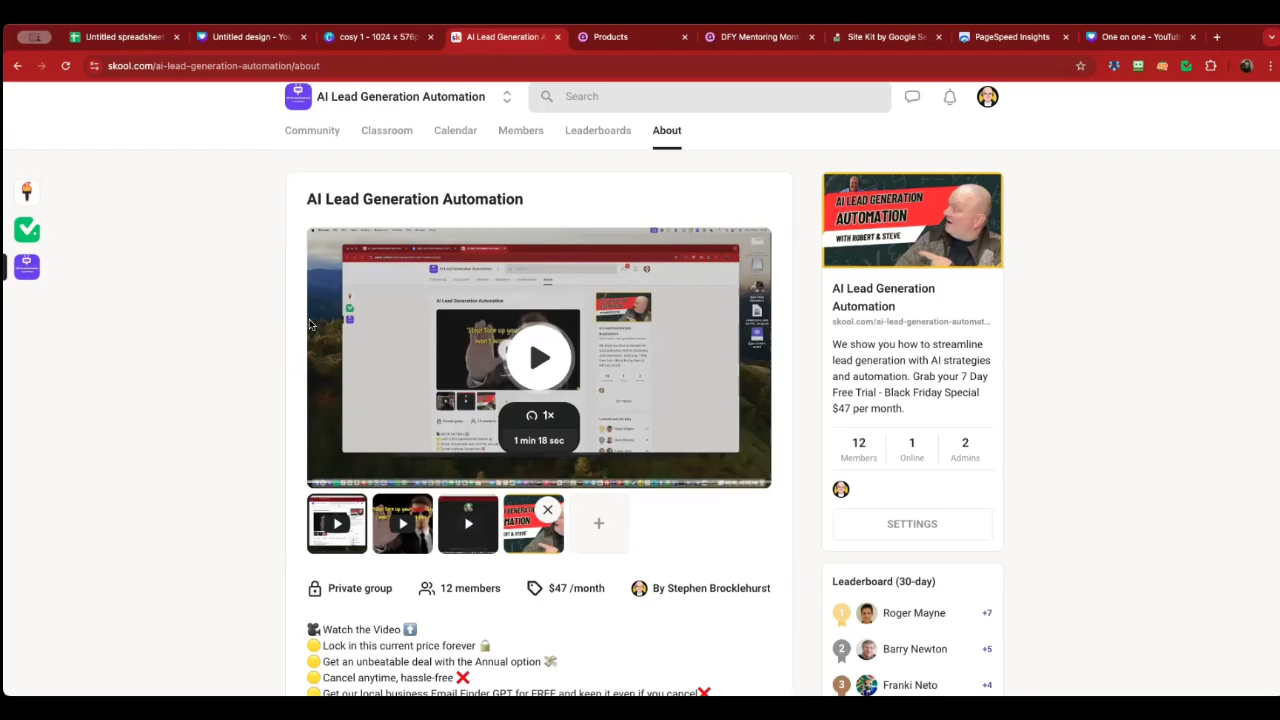 Untitled spreadsheet
Untitled design - You
cosy 1 - 1024 x 576p
AI Lead Generation A
Products
DFY Mentoring Mont
Site Kit by Google Se
PageSpeed Insights
One on one - YouTub
skool.com/ai-lead-generation-automation/about
AI Lead Generation Automation
Search
Community
Classroom
Calendar
Members
Leaderboards
About
AI Lead Generation Automation
1×
1 min 18 sec
Private group
12 members
$47 /month
By Stephen Brocklehurst
Watch the Video
Lock in this current price forever
Get an unbeatable deal with the Annual option
Cancel anytime, hassle-free
Get our local business Email Finder GPT for FREE and keep it even if you cancel
AI LEAD GENERATION
AUTOMATION
WITH ROBERT & STEVE
AI Lead Generation
Automation
skool.com/ai-lead-generation-automat...
We show you how to streamline
lead generation with AI strategies
and automation. Grab your 7 Day
Free Trial - Black Friday Special
$47 per month.
12
Members
1
Online
2
Admins
SETTINGS
Leaderboard (30-day)
1 Roger Mayne +7
2 Barry Newton +5
3 Franki Neto +4